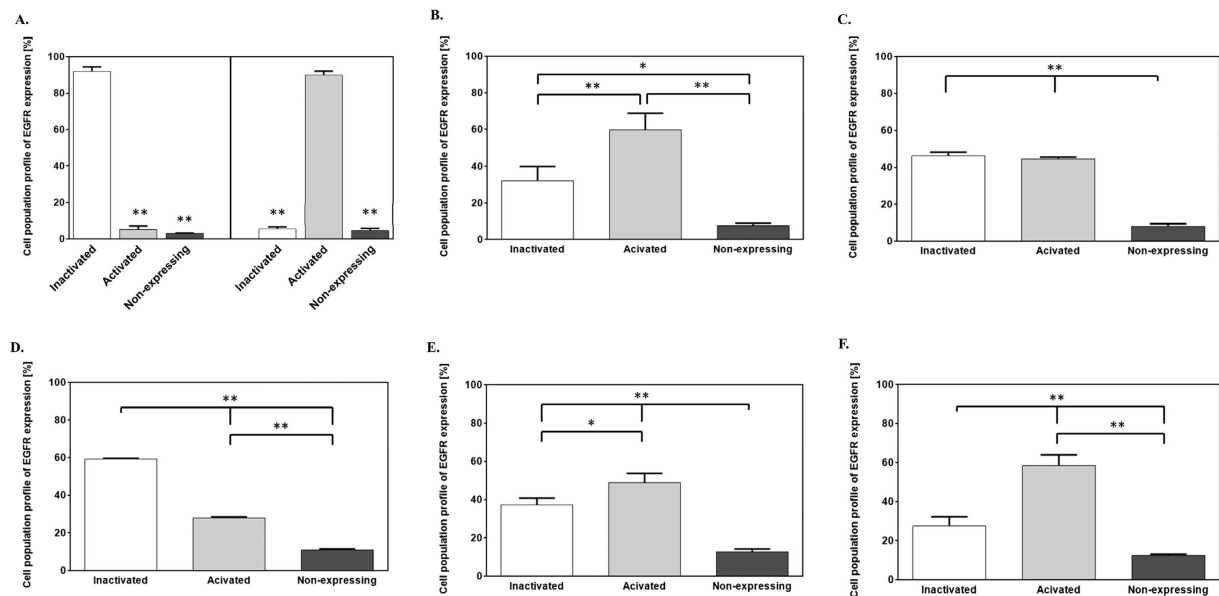 A.
Cell population profile of EGFR expression [%]
100
80
60
40
20
0
** ** ** **
Inactivated
Activated
Non-expressing
Inactivated
Activated
Non-expressing
B.
Cell population profile of EGFR expression [%]
100
80
60
40
20
0
*
** **
Inactivated Acivated Non-expressing
C.
Cell population profile of EGFR expression [%]
100
80
60
40
20
0
**
Inactivated Acivated Non-expressing
D.
Cell population profile of EGFR expression [%]
100
80
60
40
20
0
**
**
Inactivated Acivated Non-expressing
E.
Cell population profile of EGFR expression [%]
100
80
60
40
20
0
**
*
Inactivated Acivated Non-expressing
F.
Cell population profile of EGFR expression [%]
100
80
60
40
20
0
**
**
Inactivated Acivated Non-expressing